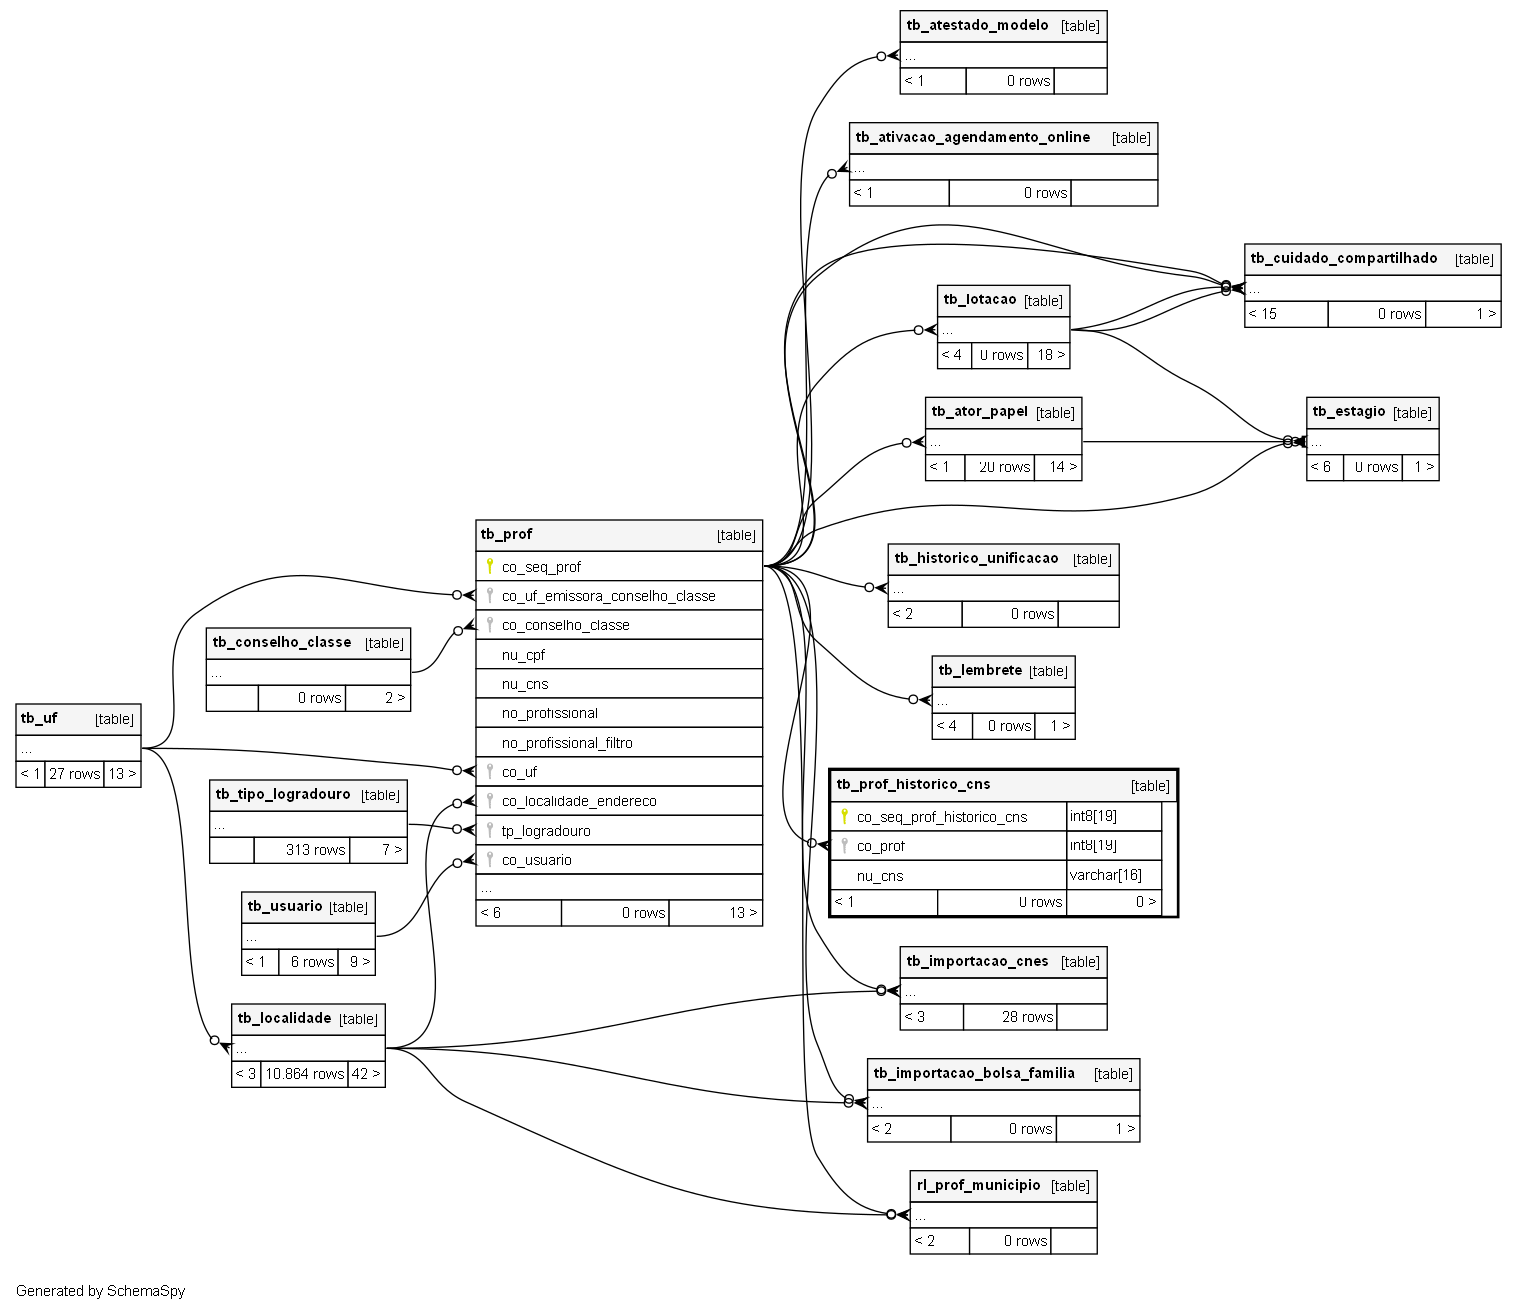 tb_atestado_modelo [table]
...
< 1 0 rows
tb_ativacao_agendamento_online [table]
...
< 1 0 rows
tb_cuidado_compartilhado [table]
...
< 15 0 rows 1 >
tb_lotacao [table]
...
< 4 0 rows 18 >
tb_ator_papel [table]
...
< 1 20 rows 14 >
tb_estagio [table]
...
< 6 0 rows 1 >
tb_prof [table]
co_seq_prof
co_uf_emissora_conselho_classe
co_conselho_classe
nu_cpf
nu_cns
no_profissional
no_profissional_filtro
co_uf
co_localidade_endereco
tp_logradouro
co_usuario
...
< 6 0 rows 13 >
tb_historico_unificacao [table]
...
< 2 0 rows
tb_conselho_classe [table]
...
0 rows 2 >
tb_lembrete [table]
...
< 4 0 rows 1 >
tb_uf [table]
...
< 1 27 rows 13 >
tb_tipo_logradouro [table]
...
313 rows 7 >
tb_prof_historico_cns [table]
co_seq_prof_historico_cns int8[19]
co_prof int8[19]
nu_cns varchar[16]
< 1 0 rows 0 >
tb_usuario [table]
...
< 1 6 rows 9 >
tb_importacao_cnes [table]
...
< 3 28 rows
tb_localidade [table]
...
< 3 10.864 rows 42 >
tb_importacao_bolsa_familia [table]
...
< 2 0 rows 1 >
rl_prof_municipio [table]
...
< 2 0 rows
Generated by SchemaSpy